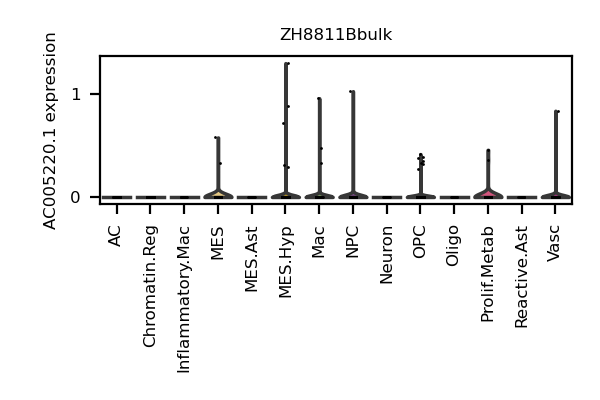 ZH8811Bbulk
AC005220.1 expression
1
0
AC
Chromatin.Reg
Inflammatory.Mac
MES
MES.Ast
MES.Hyp
Mac
NPC
Neuron
OPC
Oligo
Prolif.Metab
Reactive.Ast
Vasc